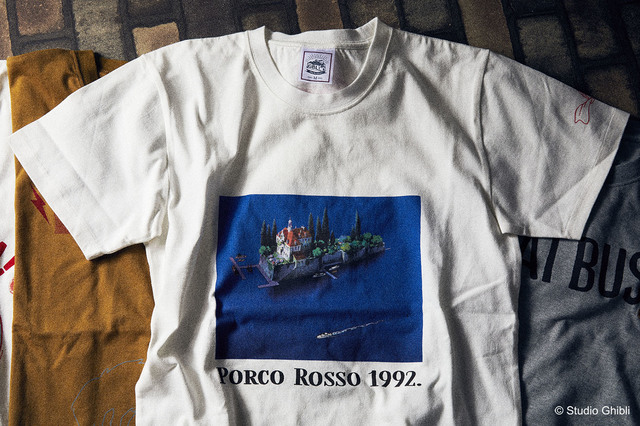 PORCO ROSSO 1992.
AT BUS
© Studio Ghibli